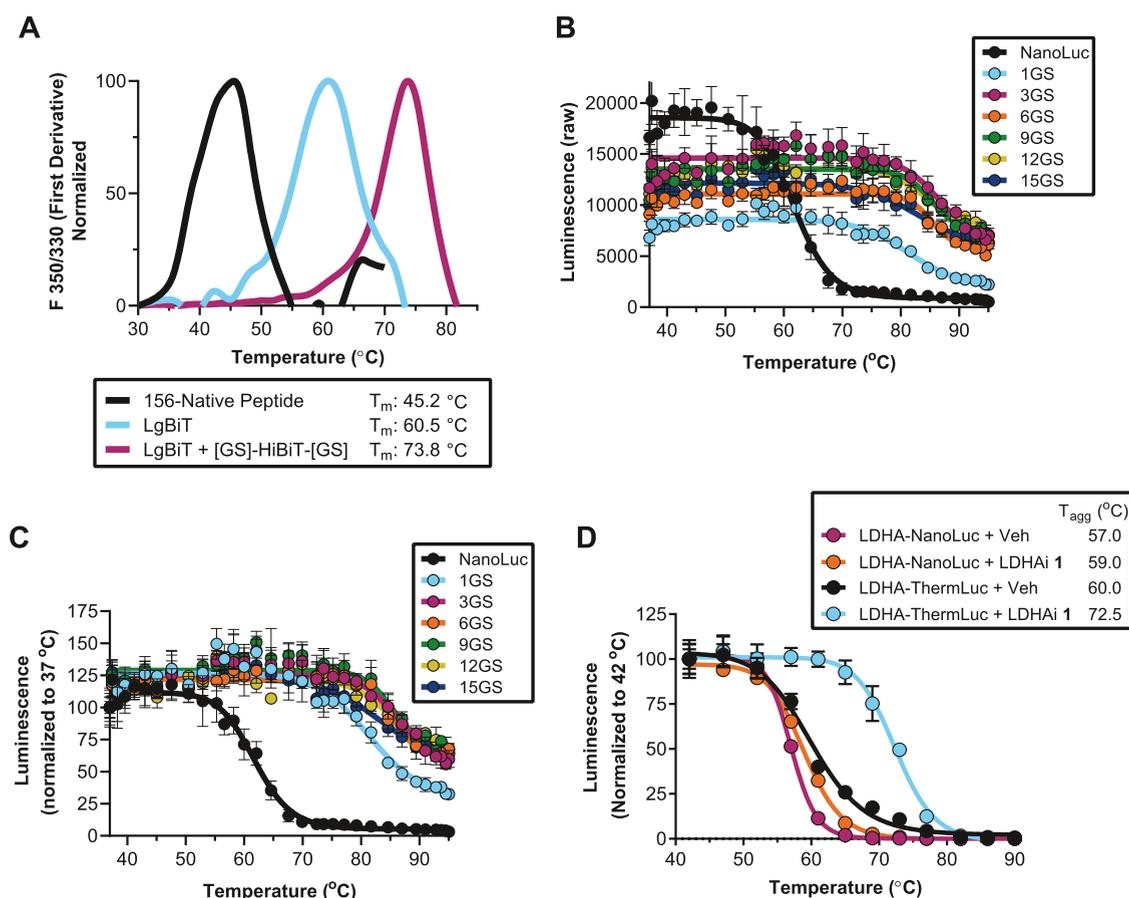 A
F 350/330 (First Derivative)
Normalized
100
50
0
30 40 50 60 70 80
Temperature (°C)
156-Native Peptide Tm: 45.2 °C
LgBiT Tm: 60.5 °C
LgBiT + [GS]-HiBiT-[GS] Tm: 73.8 °C
B
Luminescence (raw)
20000
15000
10000
5000
0
40 50 60 70 80 90
Temperature (oC)
NanoLuc
1GS
3GS
6GS
9GS
12GS
15GS
C
Luminescence
(normalized to 37 oC)
175
150
125
100
75
50
25
0
40 50 60 70 80 90
Temperature (oC)
NanoLuc
1GS
3GS
6GS
9GS
12GS
15GS
D
Tagg (oC)
LDHA-NanoLuc + Veh 57.0
LDHA-NanoLuc + LDHAi 1 59.0
LDHA-ThermLuc + Veh 60.0
LDHA-ThermLuc + LDHAi 1 72.5
Luminescence
(Normalized to 42 oC)
125
100
75
50
25
0
40 50 60 70 80 90
Temperature (°C)